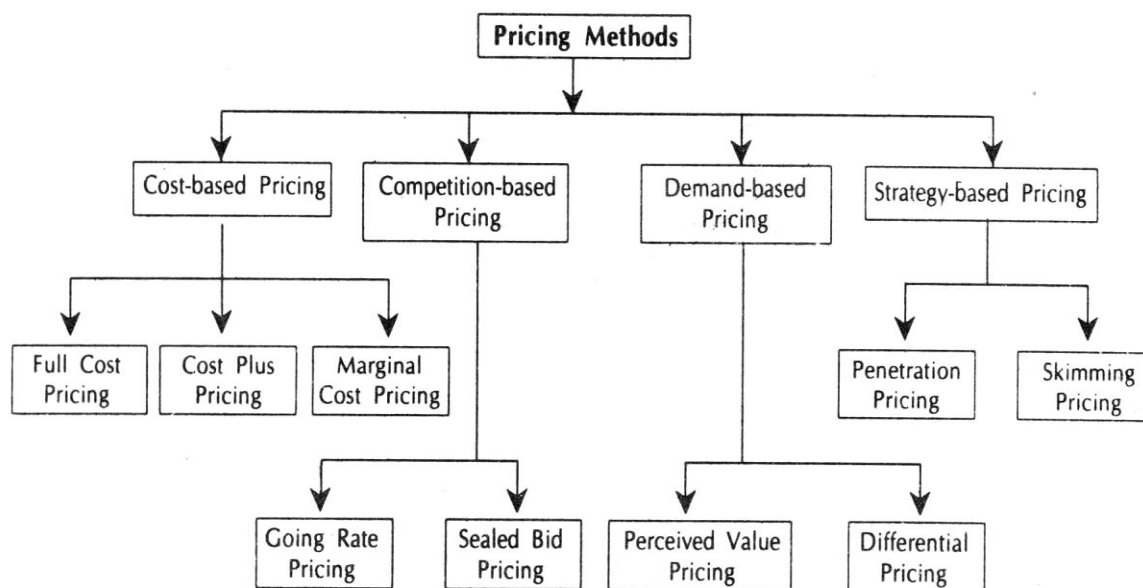 Pricing Methods
Cost-based Pricing
Competition-based
Pricing
Demand-based
Pricing
Strategy-based Pricing
Full Cost
Pricing
Cost Plus
Pricing
Marginal
Cost Pricing
Penetration
Pricing
Skimming
Pricing
Going Rate
Pricing
Sealed Bid
Pricing
Perceived Value
Pricing
Differential
Pricing